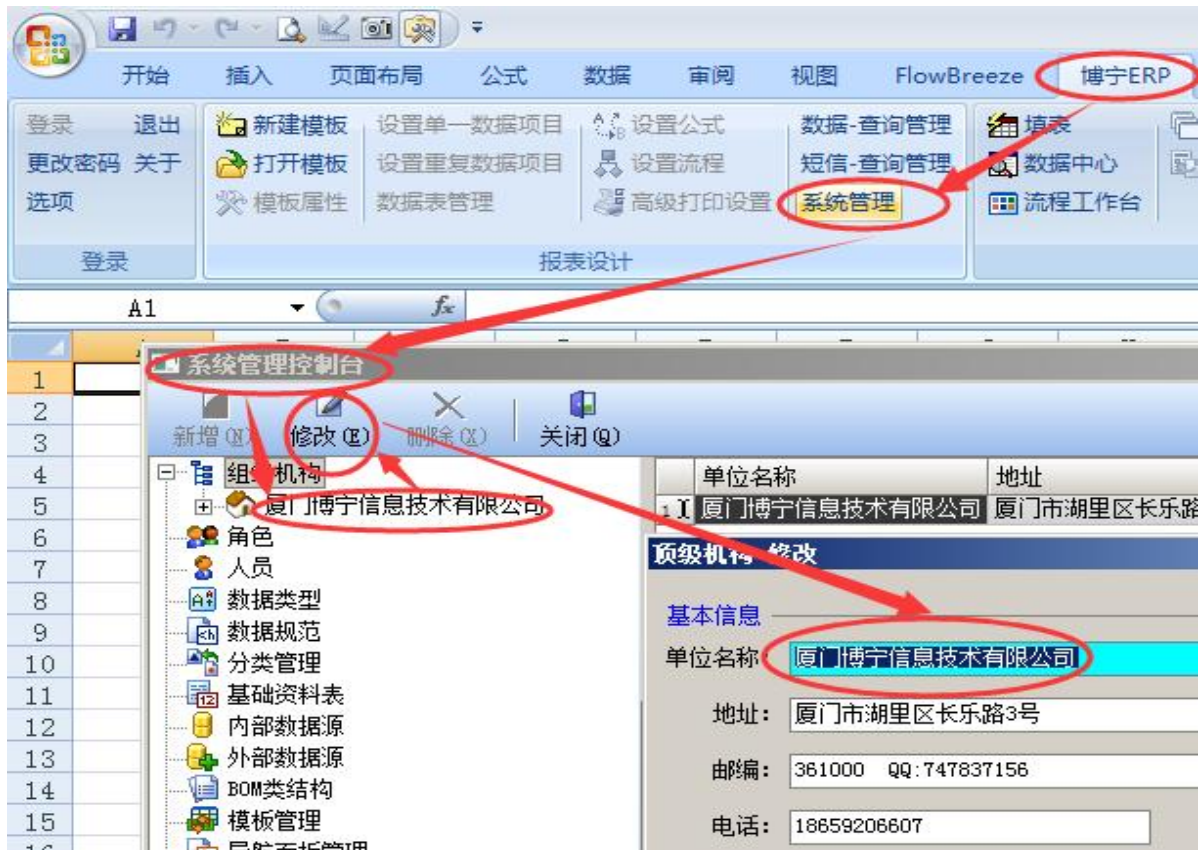 开始 插入 页面布局 公式 数据 审阅 视图 FlowBreeze 博宁ERP
登录 退出 新建模板 设置单一数据项目 设置公式 数据-查询管理 填表
更改密码 关于 打开模板 设置重复数据项目 设置流程 短信-查询管理 数据中心
选项 模板属性 数据表管理 高级打印设置 系统管理 流程工作台
登录 报表设计
A1 fx
系统管理控制台
新增(N) 修改(E) 删除(X) 关闭(Q)
1
2
3
4 组织机构 单位名称 地址
5 厦门博宁信息技术有限公司 1 厦门博宁信息技术有限公司 厦门市湖里区长乐路
6 角色
顶级机构 修改
7 人员
8 数据类型
基本信息
9 数据规范
10 分类管理 单位名称: 厦门博宁信息技术有限公司
11 基础资料表
12 内部数据源 地址: 厦门市湖里区长乐路3号
13 外部数据源
14 BOM类结构 邮编: 361000 QQ:747837156
15 模板管理 电话: 18659206607